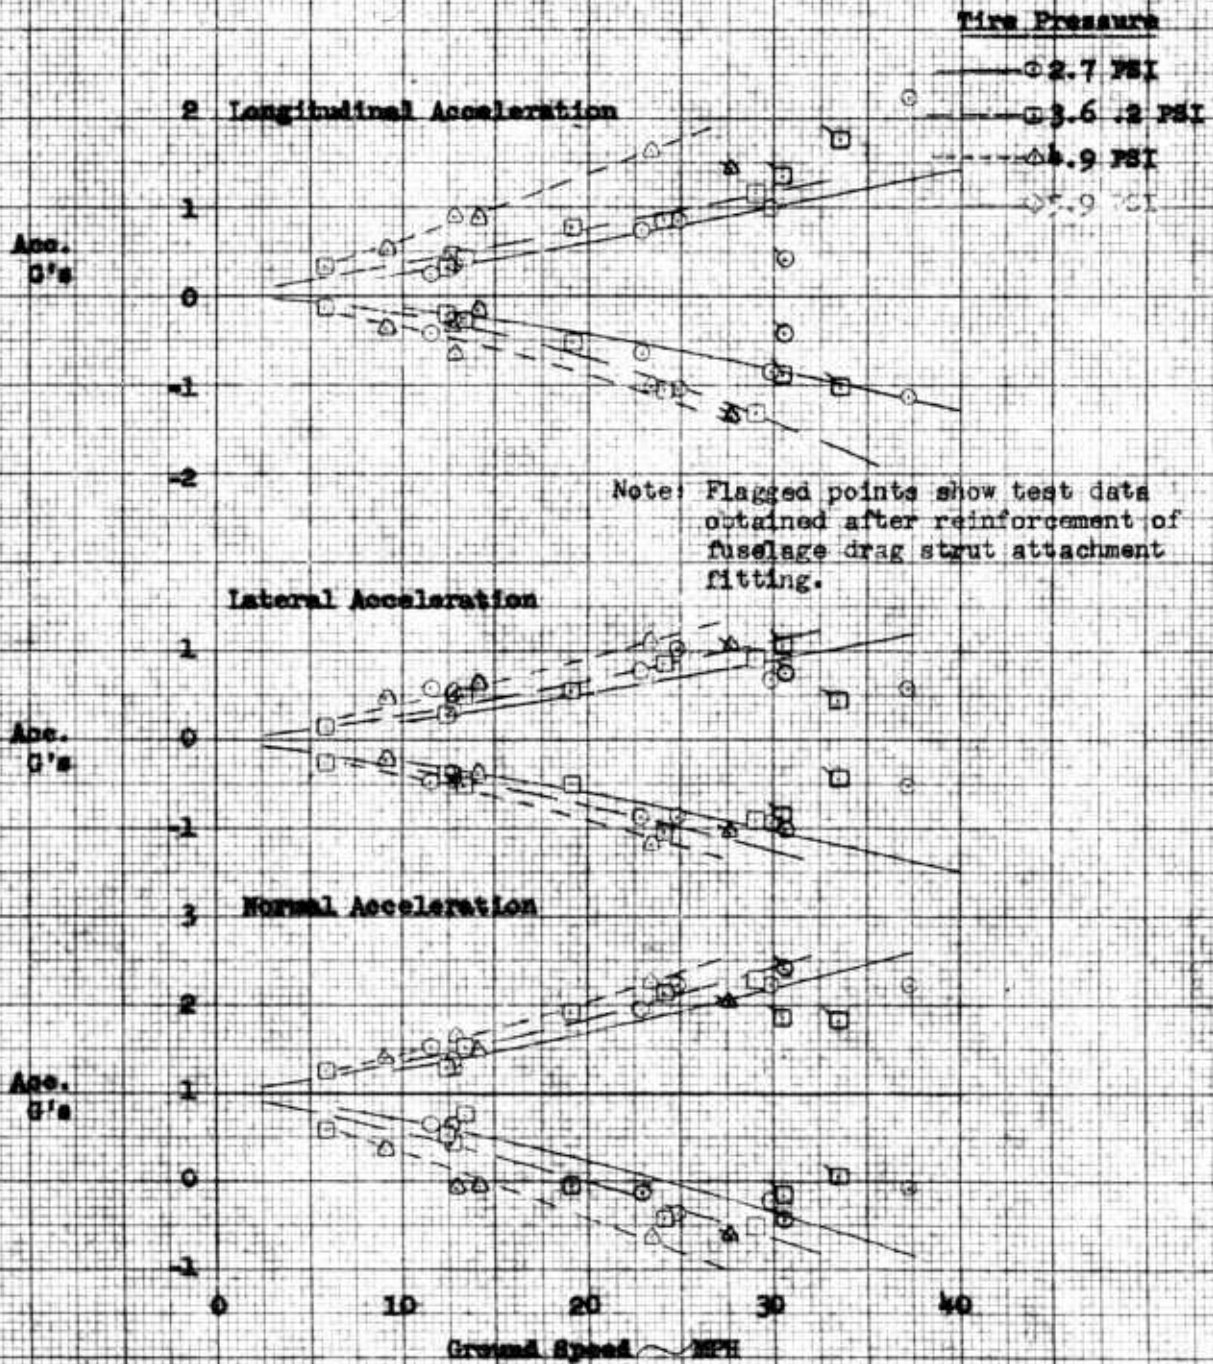 Tire Pressure
2.7 PSI
3.6 .2 PSI
4.9 PSI
5.9 PSI
Longitudinal Acceleration
2
1
Acc.
G's
0
-1
-2
Note: Flagged points show test data
obtained after reinforcement of
fuselage drag strut attachment
fitting.
Lateral Acceleration
1
Acc.
G's
0
-1
Normal Acceleration
3
2
1
Acc.
G's
0
-1
0 10 20 30 40
Ground Speed ~ MPH